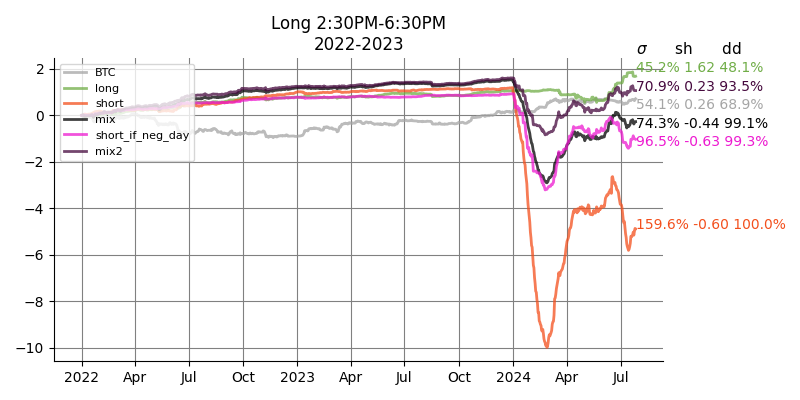 Long 2:30PM-6:30PM
2022-2023
σ sh dd
45.2% 1.62 48.1%
70.9% 0.23 93.5%
54.1% 0.26 68.9%
74.3% -0.44 99.1%
96.5% -0.63 99.3%
159.6% -0.60 100.0%
BTC
long
short
mix
short_if_neg_day
mix2
2
0
−2
−4
−6
−8
−10
2022 Apr Jul Oct 2023 Apr Jul Oct 2024 Apr Jul